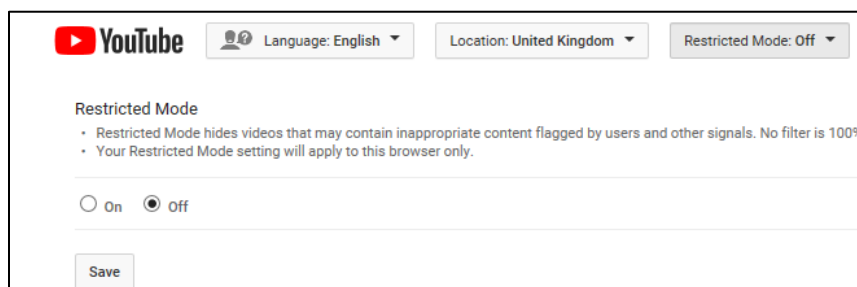 YouTube Language: English Location: United Kingdom Restricted Mode: Off
Restricted Mode
• Restricted Mode hides videos that may contain inappropriate content flagged by users and other signals. No filter is 100%
• Your Restricted Mode setting will apply to this browser only.
On Off
Save